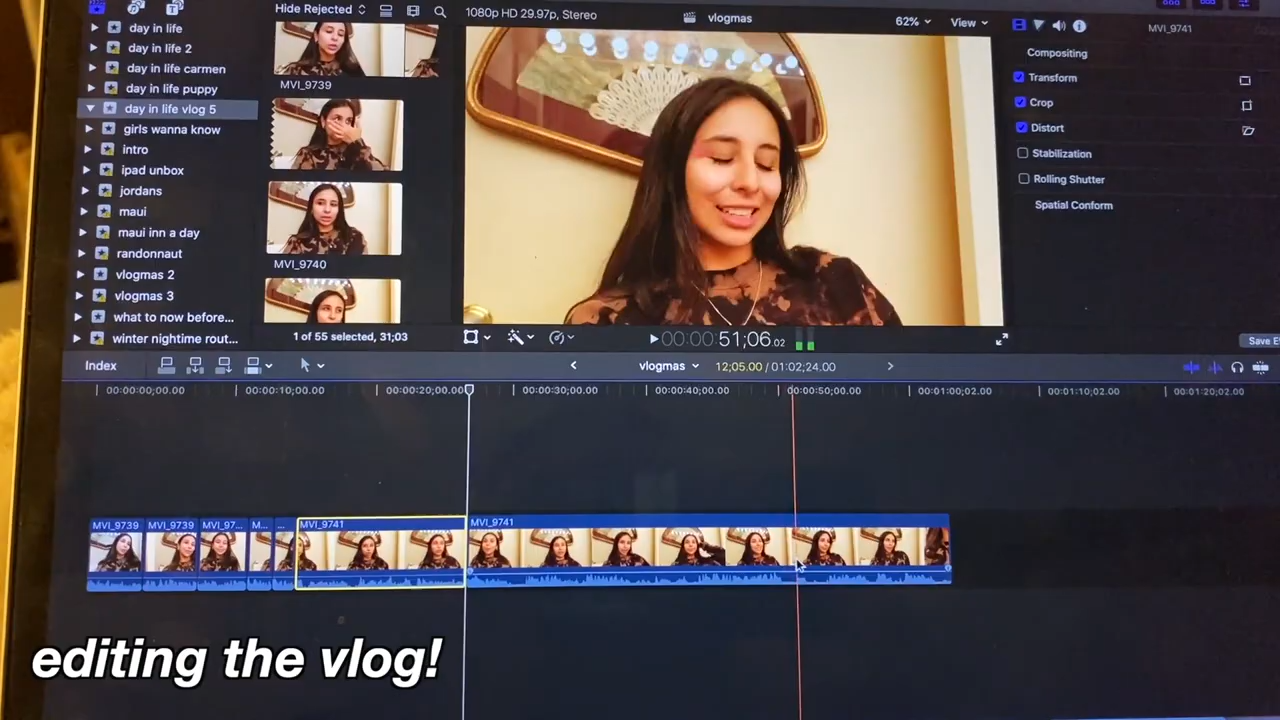 Hide Rejected
1080p HD 29.97p, Stereo
vlogmas
62%
View
MVI_9741
day in life
day in life 2
day in life carmen
day in life puppy
day in life vlog 5
girls wanna know
intro
ipad unbox
jordans
maui
maui inn a day
randonnaut
vlogmas 2
vlogmas 3
what to now before...
winter nighttime rout...
MVI_9739
MVI_9740
1 of 55 selected, 31;03
Compositing
Transform
Crop
Distort
Stabilization
Rolling Shutter
Spatial Conform
00:00:51;06.02
Index
vlogmas
12;05.00 / 01:02;24.00
00:00:00;00.00
00:00:10;00.00
00:00:20;00.00
00:00:30;00.00
00:00:40;00.00
00:00:50;00.00
00:01:00;02.00
00:01:10;02.00
00:01:20;02.00
MVI_9739
MVI_9739
MVI_97...
M...
...
MVI_9741
MVI_9741
editing the vlog!